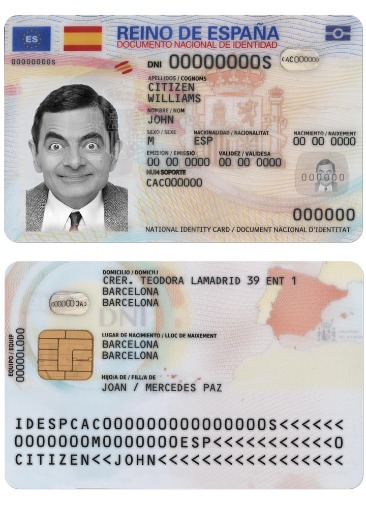 ES
REINO DE ESPAÑA
DOCUMENTO NACIONAL DE IDENTIDAD
00000000S
DNI 00000000S
CAC000000
APELLIDOS / COGNOMS
CITIZEN
WILLIAMS
NOMBRE / NOM
JOHN
SEXO / SEXE NACIONALIDAD / NACIONALITAT NACIMIENTO / NAIXEMENT
M ESP 00 00 0000
EMISIÓN / EMISSIÓ VALIDEZ / VALIDESA
00 00 0000 00 00 0000
NUM SOPORTE
CAC000000
000000
000000
NATIONAL IDENTITY CARD / DOCUMENT NACIONAL D'IDENTITAT
DOMICILIO / DOMICILI
CRER. TEODORA LAMADRID 39 ENT 1
BARCELONA
BARCELONA
DNI
LUGAR DE NACIMIENTO / LLOC DE NAIXEMENT
BARCELONA
BARCELONA
EQUIPO / EQUIP
HIJO/A DE / FILL/A DE
JOAN / MERCEDES PAZ
IDESPCAC000000000000000S<<<<<<
0000000M0000000ESP<<<<<<<<<<<0
CITIZEN<<JOHN<<<<<<<<<<<<<<<<<